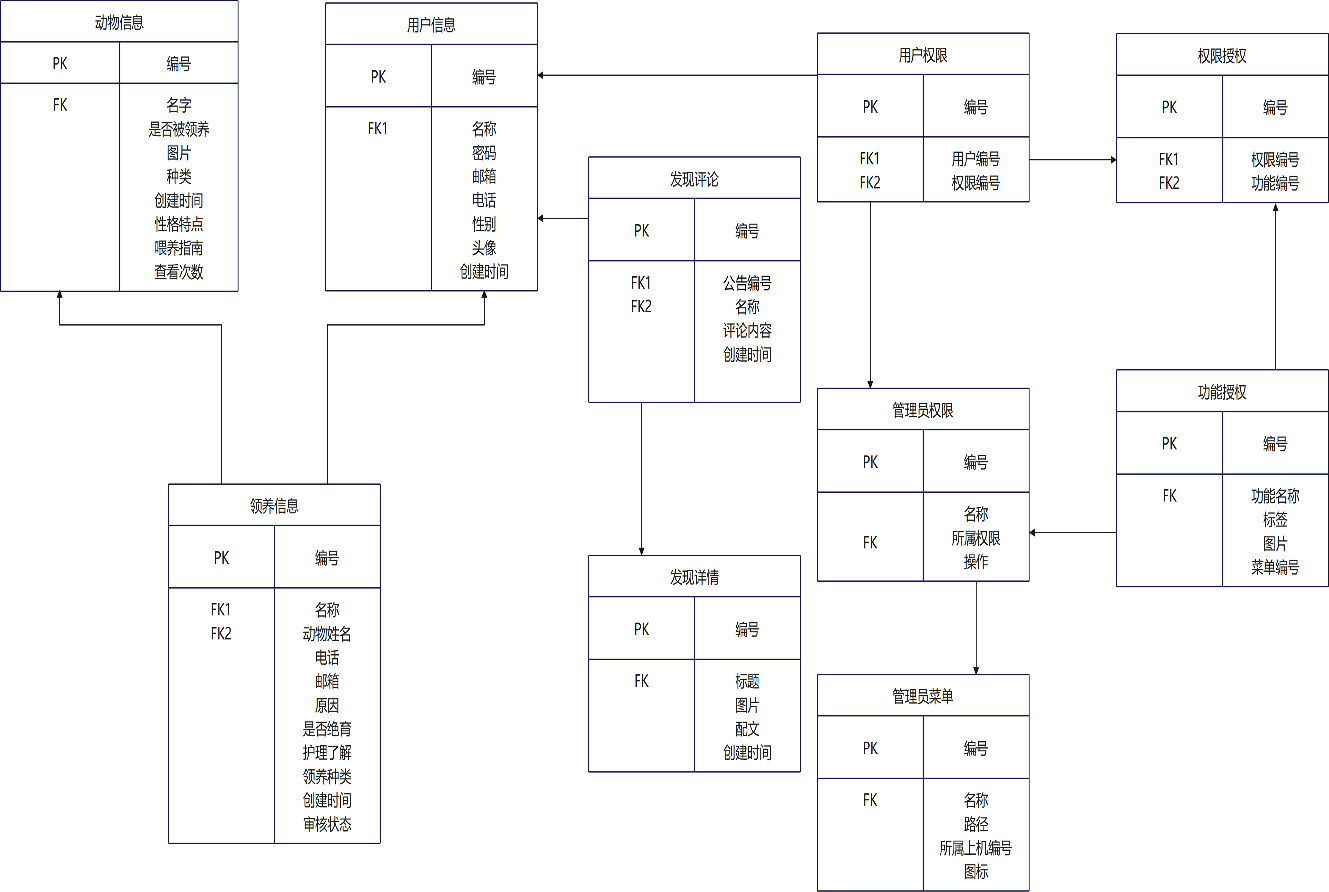 动物信息
PK 编号
FK 名字
是否被领养
图片
种类
创建时间
性格特点
喂养指南
查看次数
用户信息
PK 编号
FK1 名称
密码
邮箱
电话
性别
头像
创建时间
发现评论
PK 编号
FK1 公告编号
FK2 名称
评论内容
创建时间
用户权限
PK 编号
FK1 用户编号
FK2 权限编号
权限授权
PK 编号
FK1 权限编号
FK2 功能编号
领养信息
PK 编号
FK1 名称
FK2 动物姓名
电话
邮箱
原因
是否绝育
护理了解
领养种类
创建时间
审核状态
发现详情
PK 编号
FK 标题
图片
配文
创建时间
管理员权限
PK 编号
名称
FK 所属权限
操作
功能授权
PK 编号
FK 功能名称
标签
图片
菜单编号
管理员菜单
PK 编号
FK 名称
路径
所属上机编号
图标